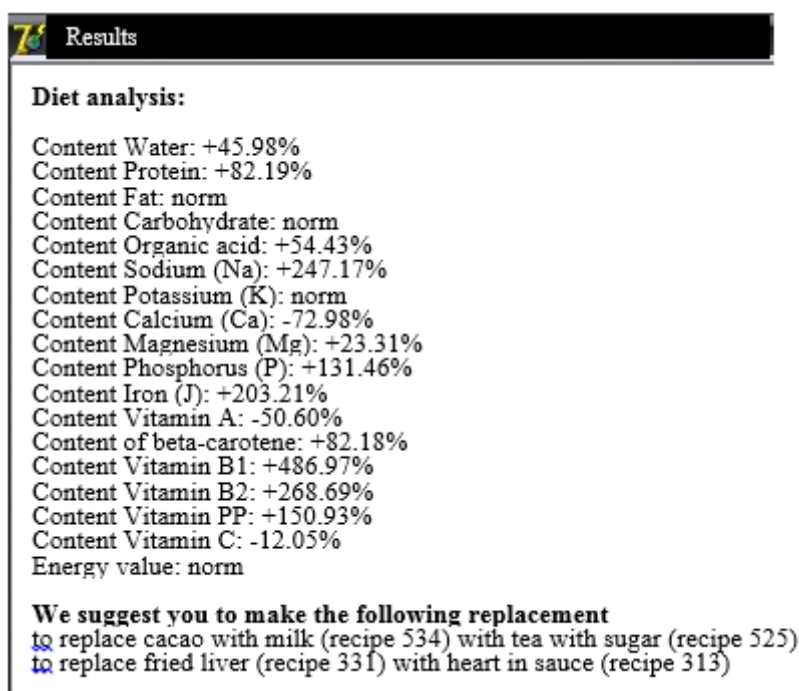 Results
Diet analysis:
Content Water: +45.98%
Content Protein: +82.19%
Content Fat: norm
Content Carbohydrate: norm
Content Organic acid: +54.43%
Content Sodium (Na): +247.17%
Content Potassium (K): norm
Content Calcium (Ca): -72.98%
Content Magnesium (Mg): +23.31%
Content Phosphorus (P): +131.46%
Content Iron (J): +203.21%
Content Vitamin A: -50.60%
Content of beta-carotene: +82.18%
Content Vitamin B1: +486.97%
Content Vitamin B2: +268.69%
Content Vitamin PP: +150.93%
Content Vitamin C: -12.05%
Energy value: norm
We suggest you to make the following replacement
to replace cacao with milk (recipe 534) with tea with sugar (recipe 525)
to replace fried liver (recipe 331) with heart in sauce (recipe 313)